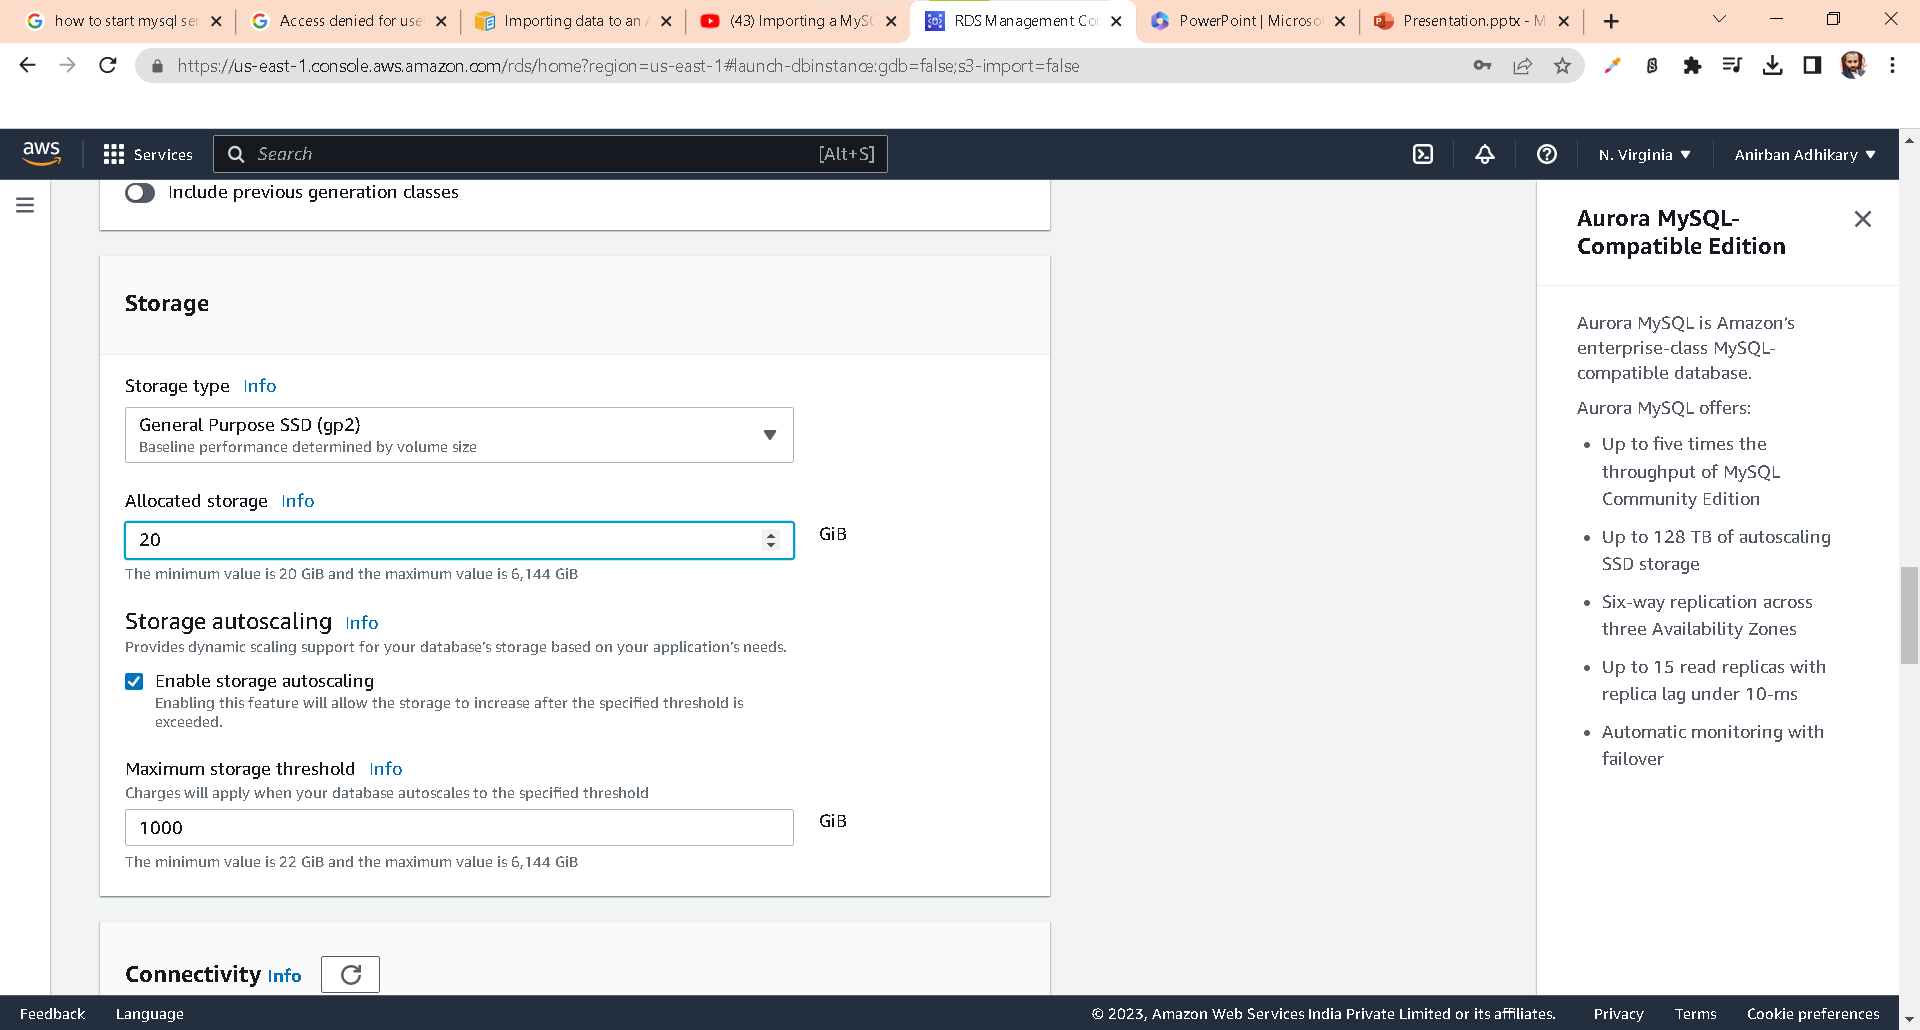 how to start mysql ser
Access denied for use
Importing data to an A
(43) Importing a MySQ
RDS Management Co
PowerPoint | Microso
Presentation.pptx - M
https://us-east-1.console.aws.amazon.com/rds/home?region=us-east-1#launch-dbinstance:gdb=false;s3-import=false
aws
Services
Search
[Alt+S]
N. Virginia
Anirban Adhikary
Include previous generation classes
Storage
Storage type Info
General Purpose SSD (gp2)
Baseline performance determined by volume size
Allocated storage Info
20
GiB
The minimum value is 20 GiB and the maximum value is 6,144 GiB
Storage autoscaling Info
Provides dynamic scaling support for your database's storage based on your application's needs.
Enable storage autoscaling
Enabling this feature will allow the storage to increase after the specified threshold is
exceeded.
Maximum storage threshold Info
Charges will apply when your database autoscales to the specified threshold
1000
GiB
The minimum value is 22 GiB and the maximum value is 6,144 GiB
Connectivity Info
Aurora MySQL-
Compatible Edition
Aurora MySQL is Amazon's
enterprise-class MySQL-
compatible database.
Aurora MySQL offers:
• Up to five times the
throughput of MySQL
Community Edition
• Up to 128 TB of autoscaling
SSD storage
• Six-way replication across
three Availability Zones
• Up to 15 read replicas with
replica lag under 10-ms
• Automatic monitoring with
failover
Feedback
Language
© 2023, Amazon Web Services India Private Limited or its affiliates.
Privacy
Terms
Cookie preferences